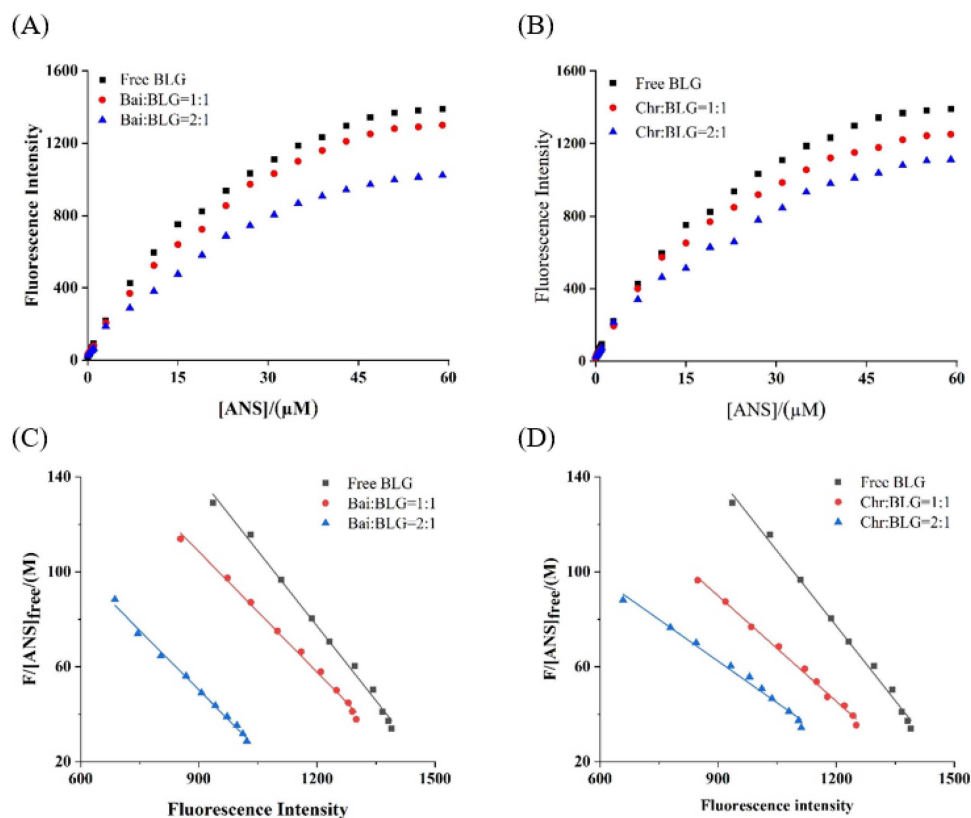 (A)
1600
1200
800
400
0
Fluorescence Intensity
Free BLG
Bai:BLG=1:1
Bai:BLG=2:1
0 15 30 45 60
[ANS]/(μM)
(B)
1600
1200
800
400
0
Fluorescence Intensity
Free BLG
Chr:BLG=1:1
Chr:BLG=2:1
0 15 30 45 60
[ANS]/(μM)
(C)
140
100
60
20
F/[ANS]free/(M)
Free BLG
Bai:BLG=1:1
Bai:BLG=2:1
600 900 1200 1500
Fluorescence Intensity
(D)
140
100
60
20
F/[ANS]free/(M)
Free BLG
Chr:BLG=1:1
Chr:BLG=2:1
600 900 1200 1500
Fluorescence intensity